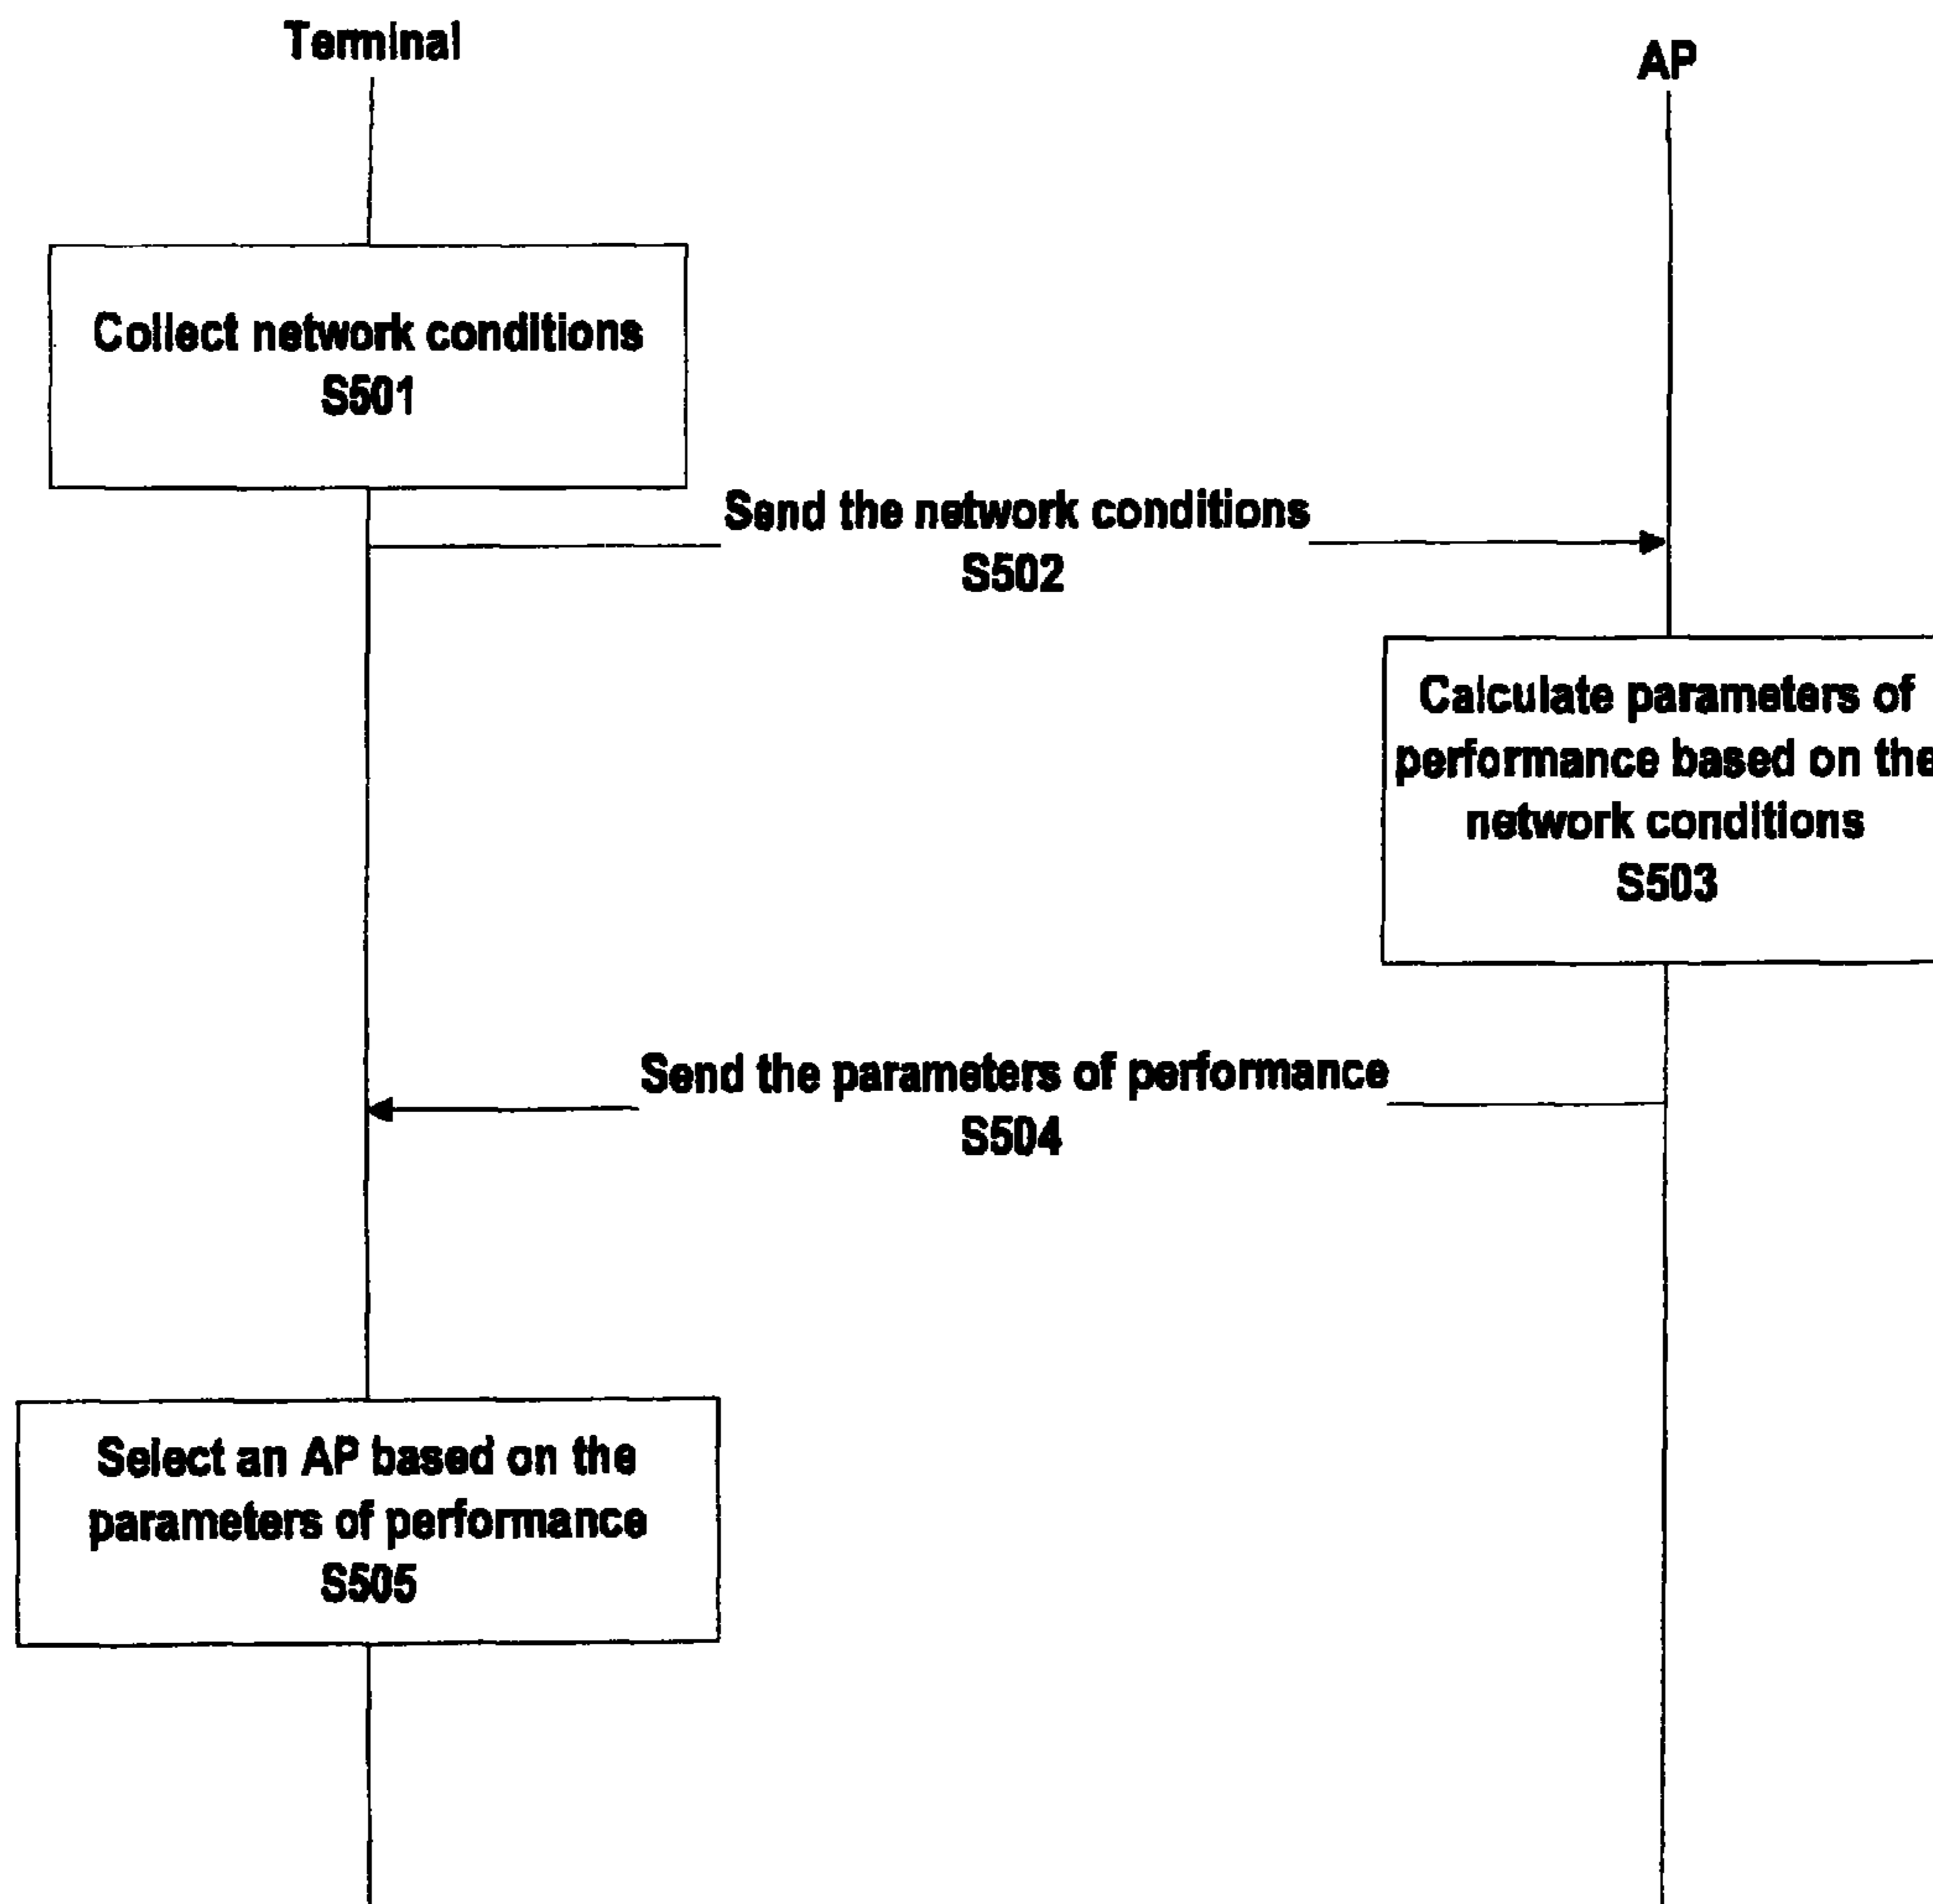 Terminal
AP
Collect network conditions
S501
Send the network conditions
S502
Calculate parameters of
performance based on the
network conditions
S503
Send the parameters of performance
S504
Select an AP based on the
parameters of performance
S505